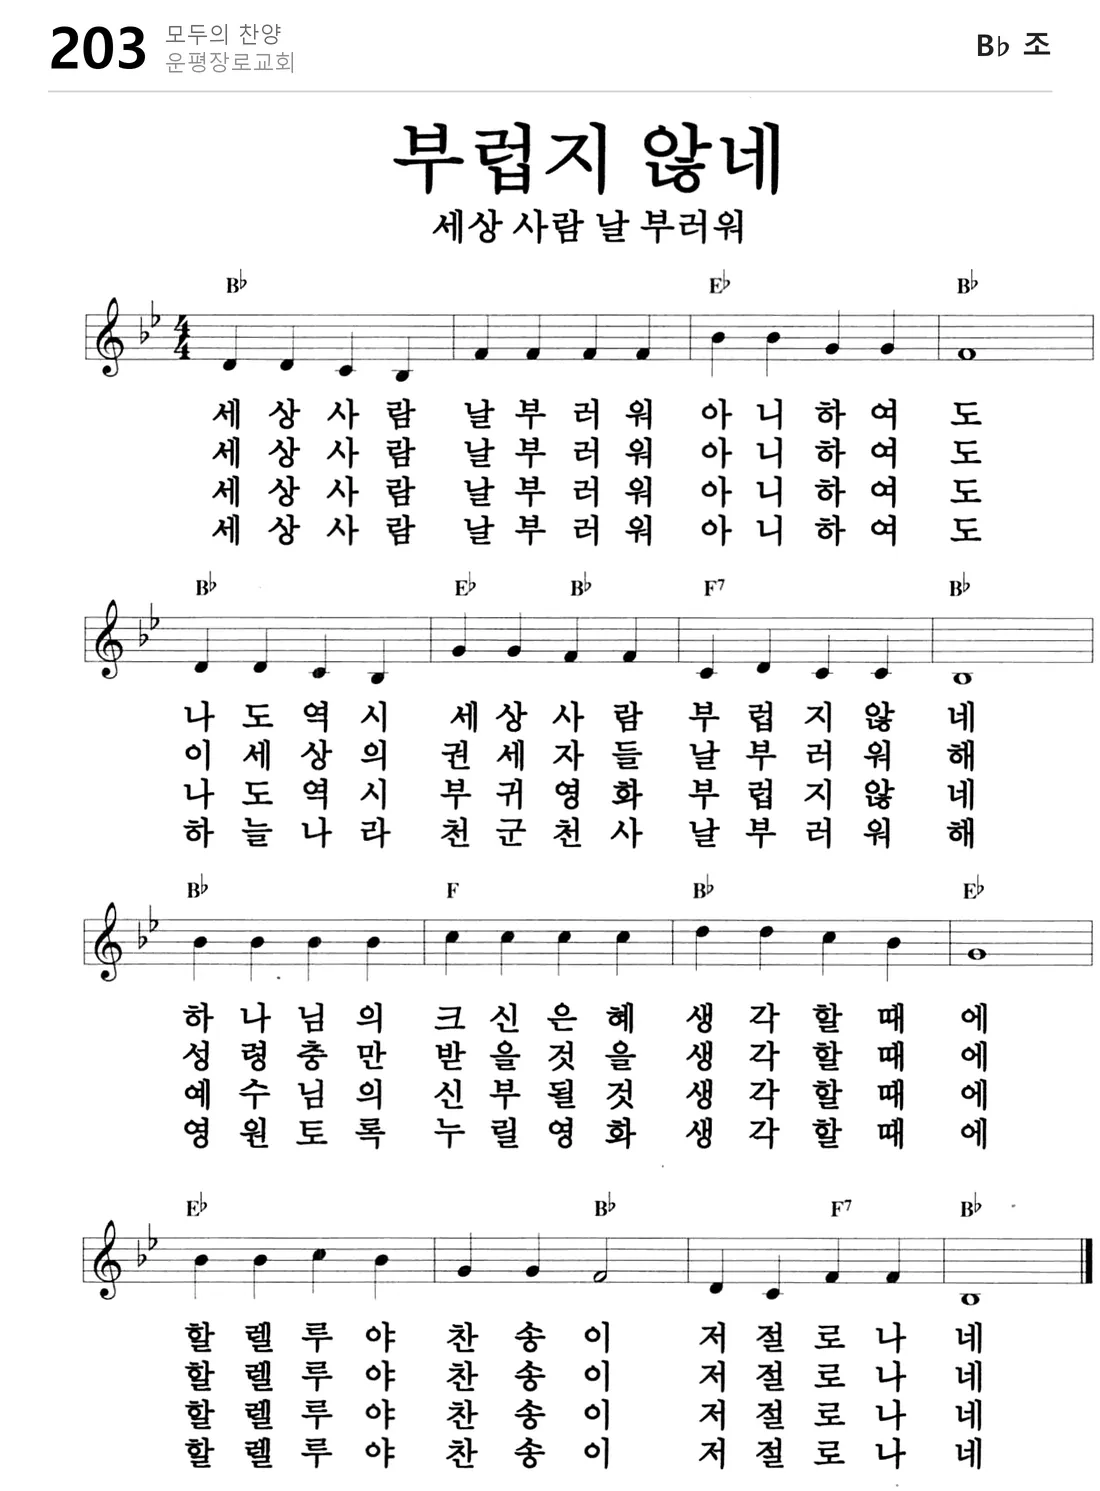 203
모두의 찬양
운평장로교회
B♭ 조
부럽지 않네
세상 사람 날 부러워
B♭ E♭ B♭
4
4
세 상 사 람 날 부 러 워 아 니 하 여 도
세 상 사 람 날 부 러 워 아 니 하 여 도
세 상 사 람 날 부 러 워 아 니 하 여 도
세 상 사 람 날 부 러 워 아 니 하 여 도
B♭ E♭ B♭ F7 B♭
나 도 역 시 세 상 사 람 부 럽 지 않 네
이 세 상 의 권 세 자 들 날 부 러 워 해
나 도 역 시 부 귀 영 화 부 럽 지 않 네
하 늘 나 라 천 군 천 사 날 부 러 워 해
B♭ F B♭ E♭
하 나 님 의 크 신 은 혜 생 각 할 때 에
성 령 충 만 받 을 것 을 생 각 할 때 에
예 수 님 의 신 부 될 것 생 각 할 때 에
영 원 토 록 누 릴 영 화 생 각 할 때 에
E♭ B♭ F7 B♭
할 렐 루 야 찬 송 이 저 절 로 나 네
할 렐 루 야 찬 송 이 저 절 로 나 네
할 렐 루 야 찬 송 이 저 절 로 나 네
할 렐 루 야 찬 송 이 저 절 로 나 네